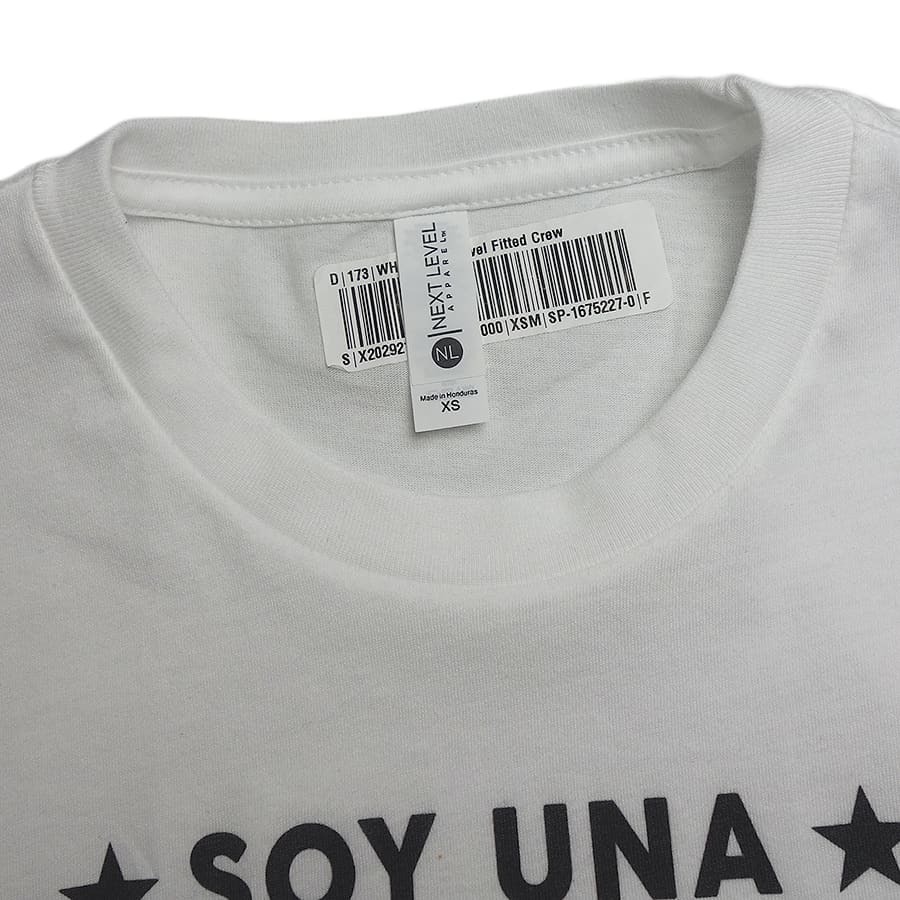 D|173|WH
vel Fitted Crew
S|X20292
000|XSM|SP-1675227-0|F
NEXT LEVEL
APPAREL
NL
Made in Honduras
XS
★ SOY UNA ★